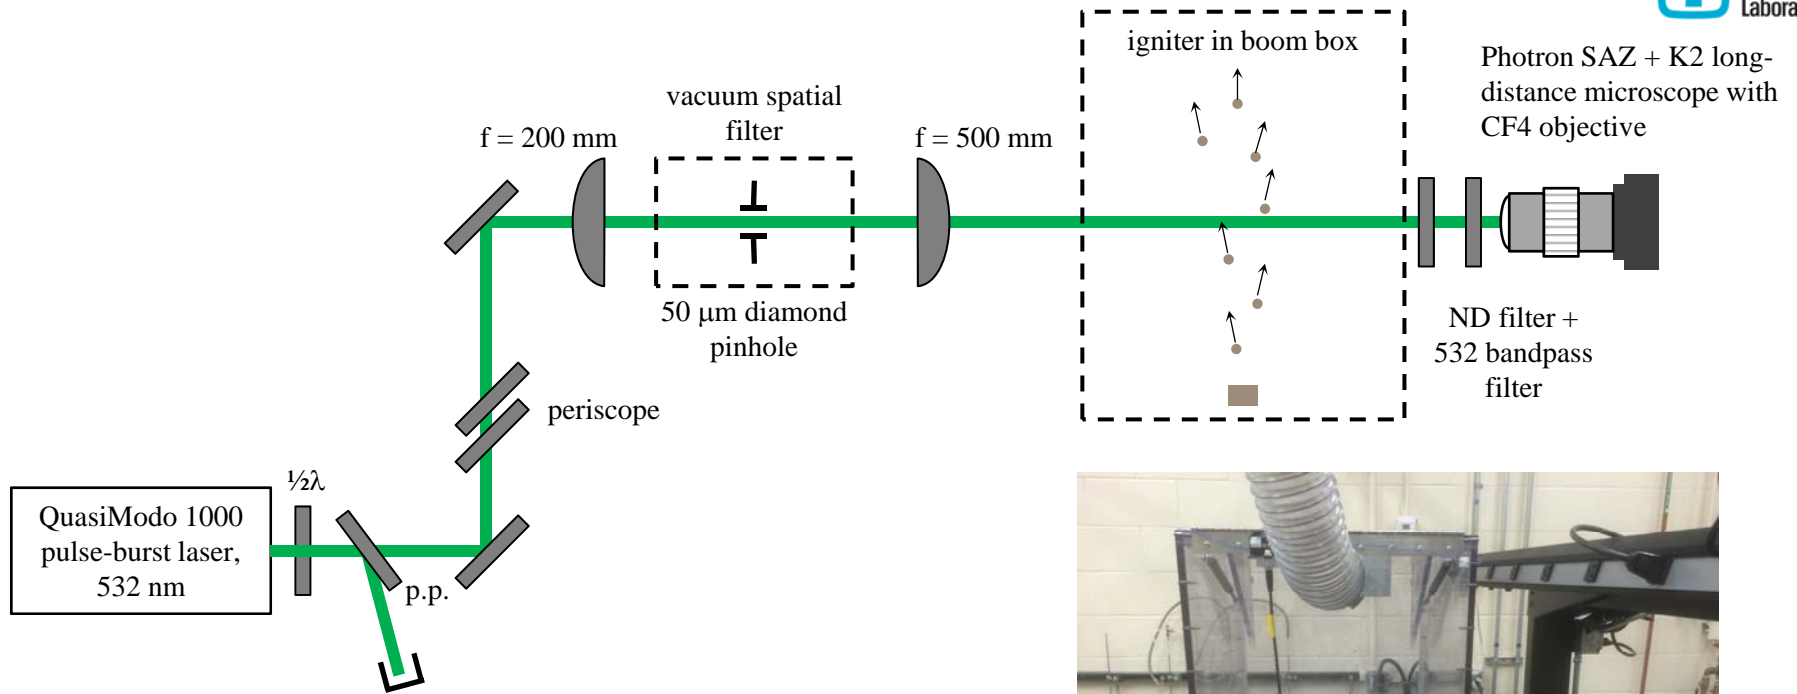 Labora
igniter in boom box
Photron SAZ + K2 long-
distance microscope with
CF4 objective
vacuum spatial
filter
f = 200 mm
f = 500 mm
50 μm diamond
pinhole
ND filter +
532 bandpass
filter
periscope
½λ
QuasiModo 1000
pulse-burst laser,
532 nm
p.p.